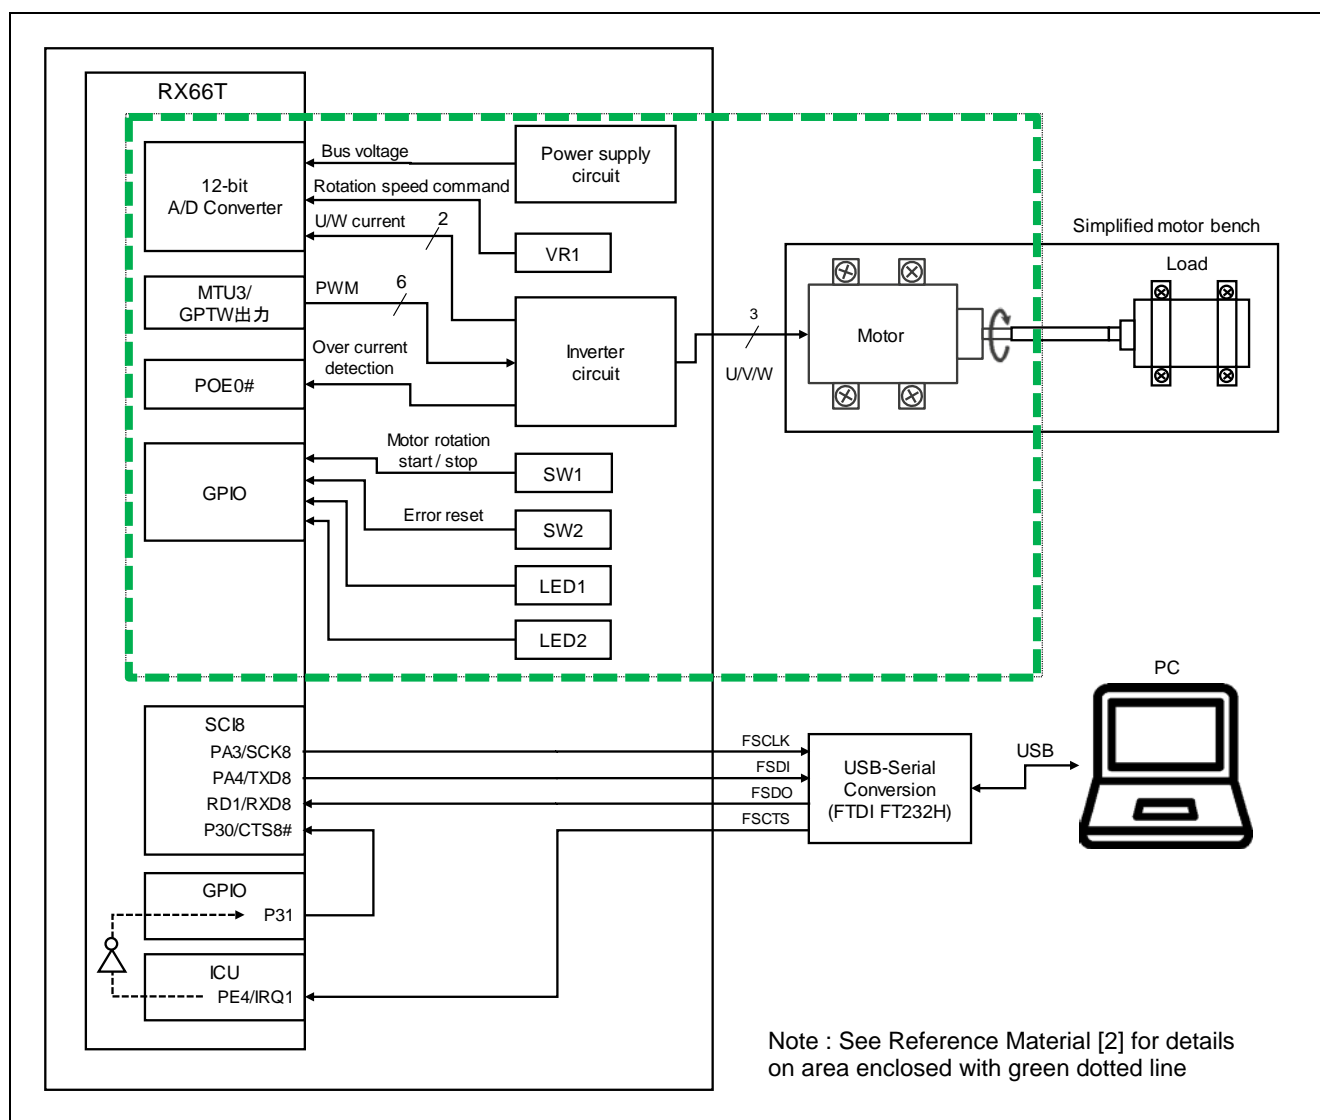 RX66T
12-bit
A/D Converter
Bus voltage
Rotation speed command
U/W current
2
Power supply
circuit
VR1
MTU3/
GPTW出力
PWM
6
Over current
detection
POE0#
Inverter
circuit
3
U/V/W
Simplified motor bench
Motor
Load
GPIO
Motor rotation
start / stop
SW1
Error reset
SW2
LED1
LED2
SCI8
PA3/SCK8
PA4/TXD8
RD1/RXD8
P30/CTS8#
FSCLK
FSDI
FSDO
FSCTS
USB-Serial
Conversion
(FTDI FT232H)
USB
PC
GPIO
P31
ICU
PE4/IRQ1
Note : See Reference Material [2] for details
on area enclosed with green dotted line